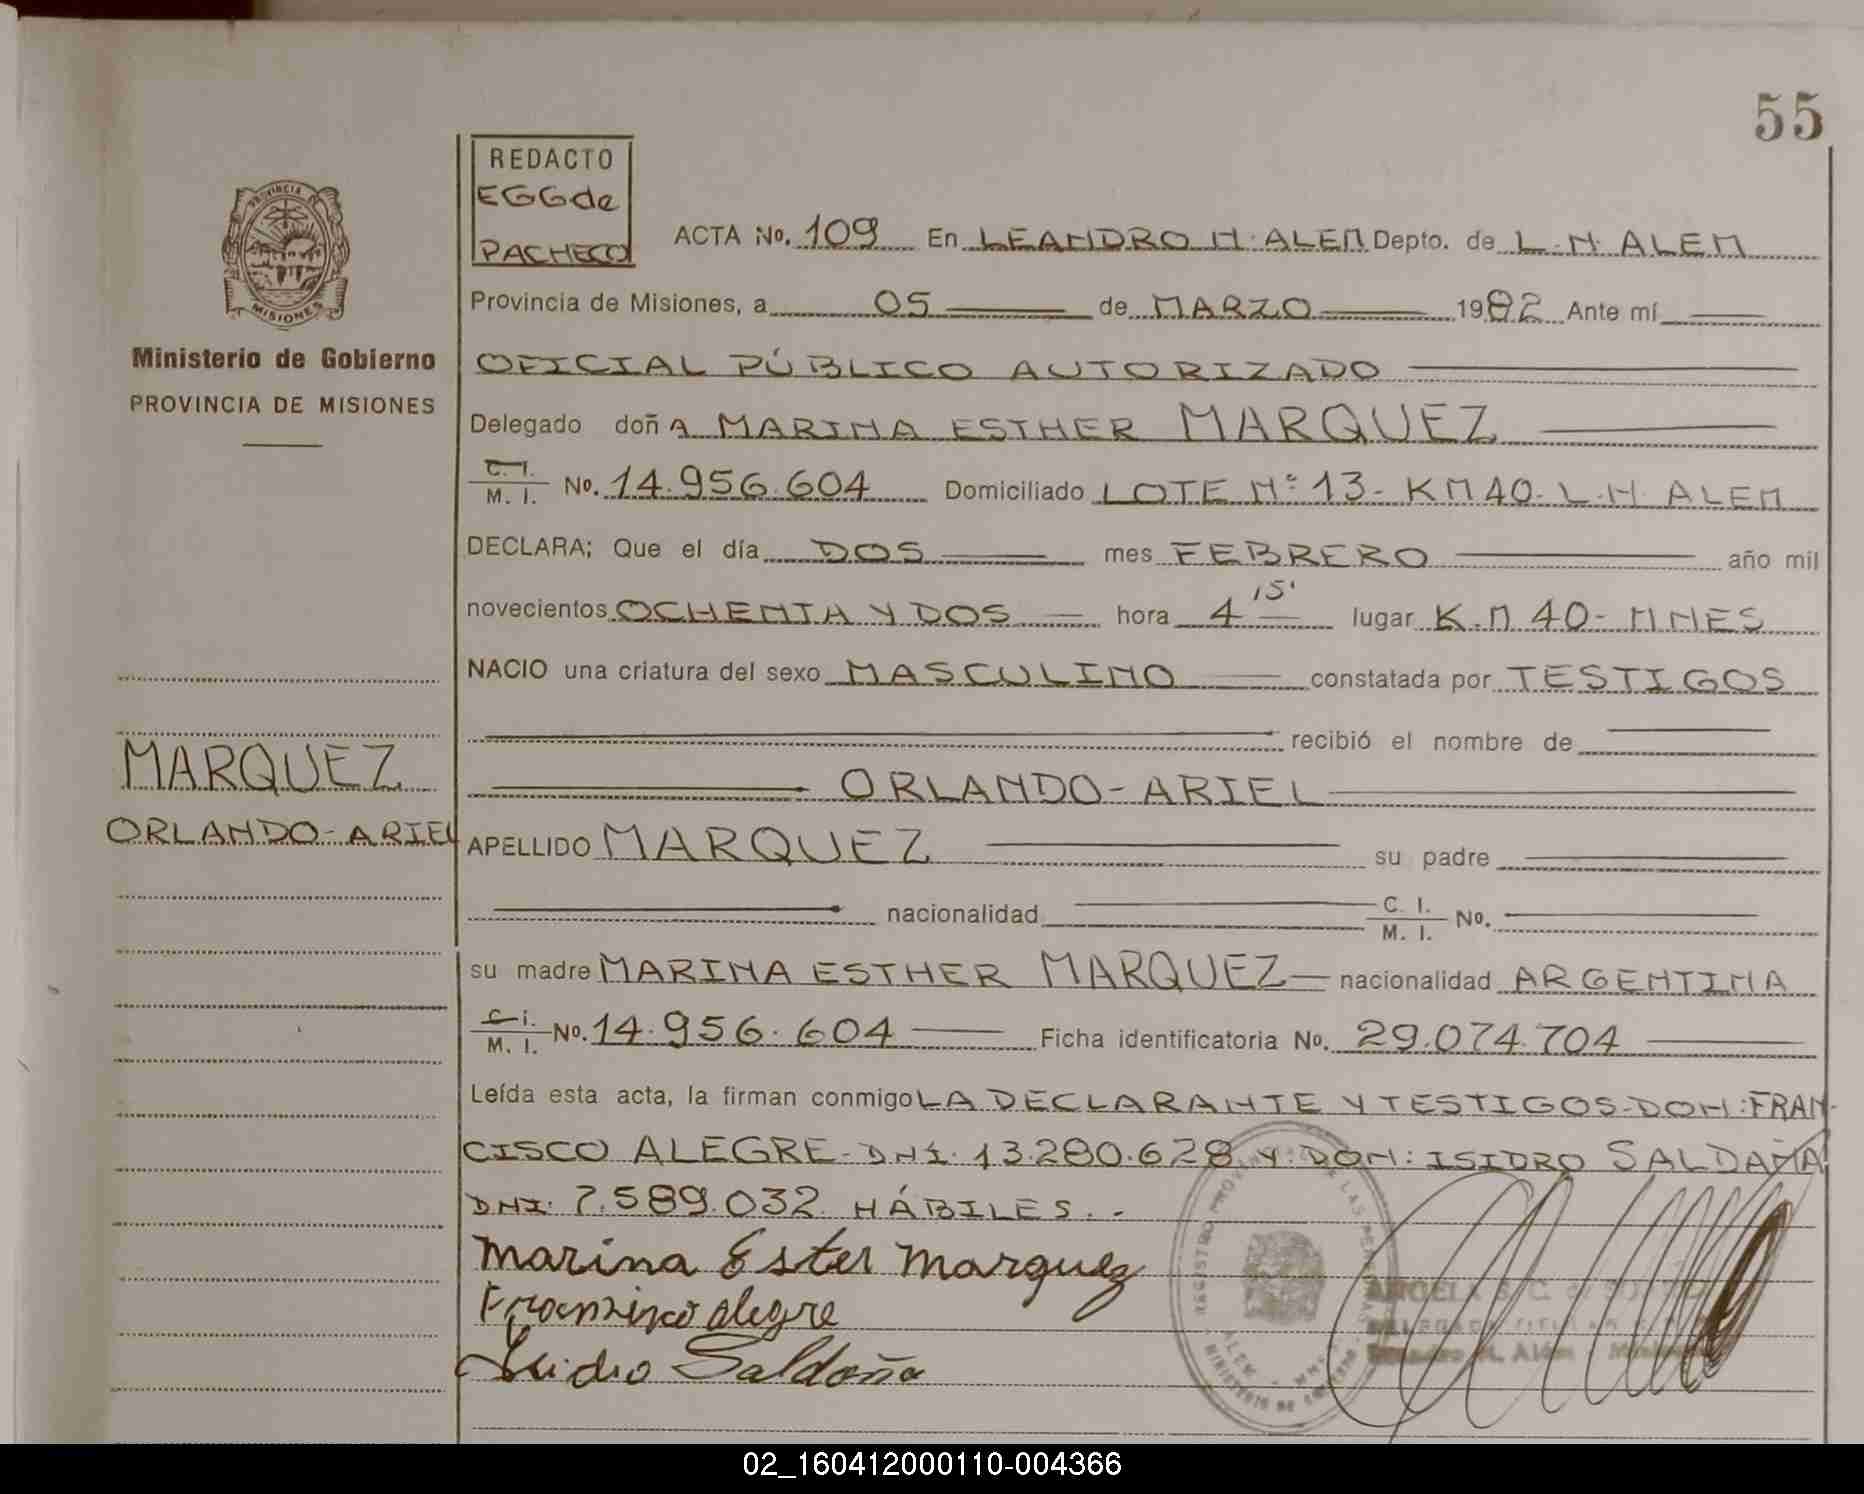 55
REDACTO
EGGde
PACHECO
PROVINCIA DE
MISIONES
Ministerio de Gobierno
PROVINCIA DE MISIONES
ACTA No. 109 En LEANDRO N. ALEM Depto. de L. N. ALEM
Provincia de Misiones, a 05 de MARZO 1982 Ante mí
OFICIAL PÚBLICO AUTORIZADO
Delegado doñA MARINA ESTHER MARQUEZ
C. I.
M. I. No. 14.956.604 Domiciliado LOTE Nº 13 - KM 40 - L. N. ALEM
DECLARA; Que el día DOS mes FEBRERO año mil
novecientos OCHENTA Y DOS hora 4 15' lugar K.M 40 - MNES
NACIO una criatura del sexo MASCULINO constatada por TESTIGOS
recibió el nombre de
ORLANDO - ARIEL
MARQUEZ
ORLANDO - ARIEL
APELLIDO MARQUEZ su padre
nacionalidad C. I.
M. I. No.
su madre MARINA ESTHER MARQUEZ nacionalidad ARGENTINA
C. I.
M. I. No. 14.956.604 Ficha identificatoria No. 29.074.704
Leída esta acta, la firman conmigo LA DECLARANTE Y TESTIGOS - DON: FRAN-
CISCO ALEGRE - DNI. 13.280.628 Y DON: ISIDRO SALDAÑA
DNI. 7.589.032 HÁBILES. -
Marina Ester Marquez
Franzisco alegre
Isidro Saldaña
02_160412000110-004366